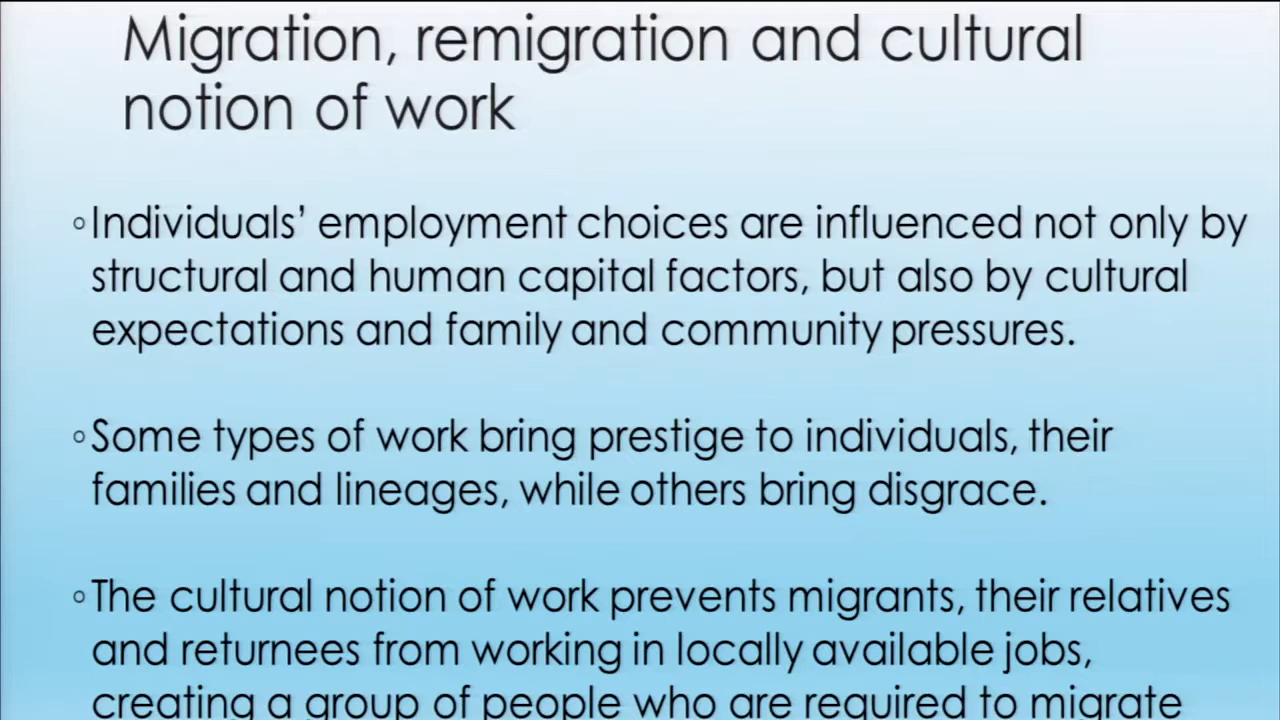 Migration, remigration and cultural
notion of work
◦Individuals’ employment choices are influenced not only by
structural and human capital factors, but also by cultural
expectations and family and community pressures.
◦Some types of work bring prestige to individuals, their
families and lineages, while others bring disgrace.
◦The cultural notion of work prevents migrants, their relatives
and returnees from working in locally available jobs,
creating a group of people who are required to migrate